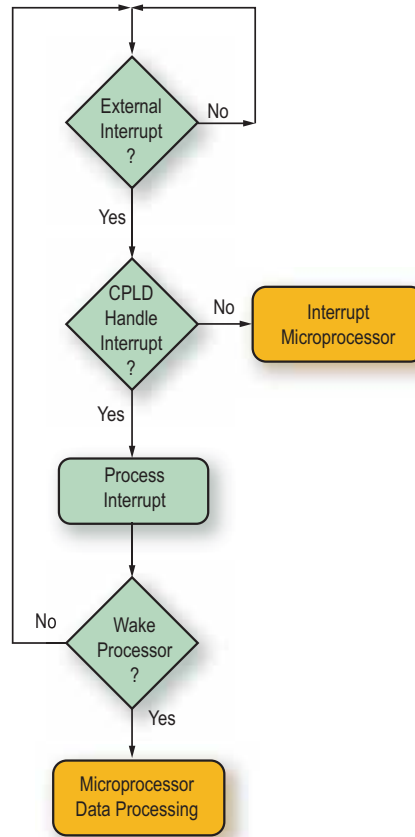 External
Interrupt
?
No
Yes
CPLD
Handle
Interrupt
?
No
Interrupt
Microprocessor
Yes
Process
Interrupt
Wake
Processor
?
No
Yes
Microprocessor
Data Processing